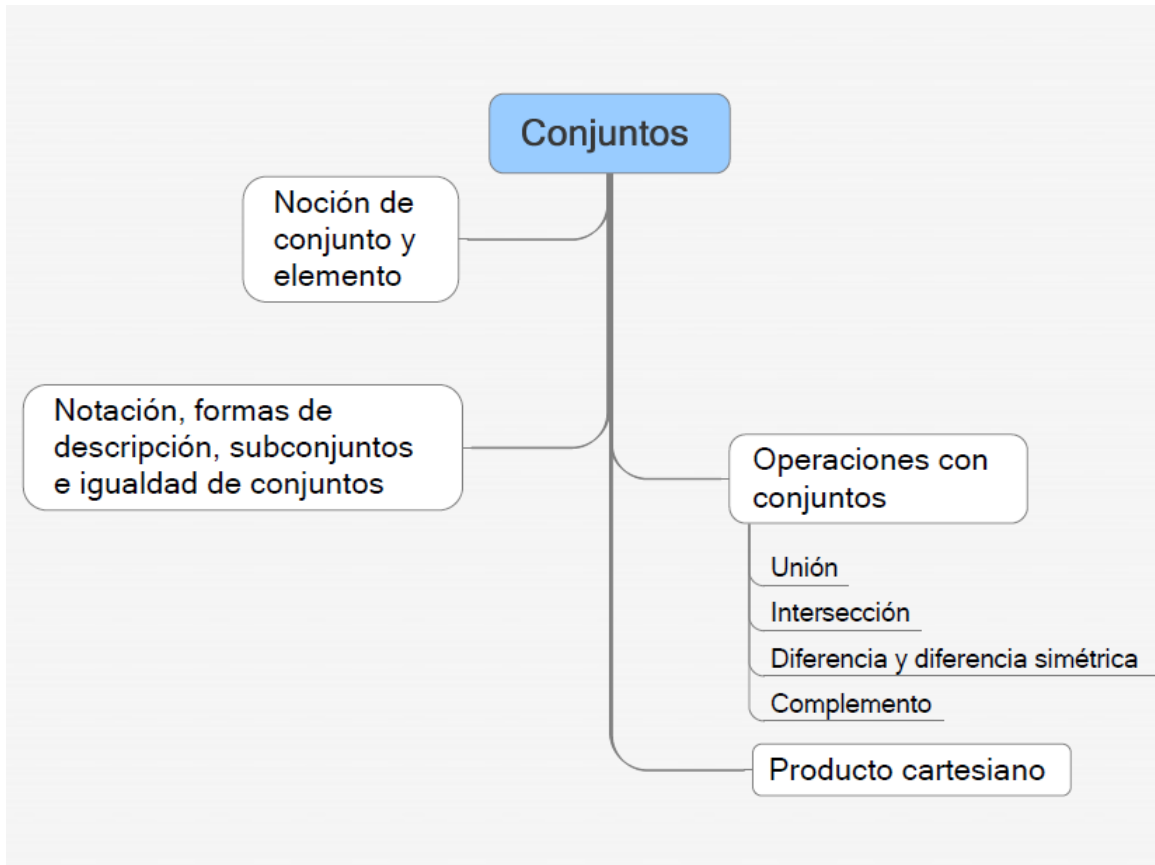 Conjuntos
Noción de
conjunto y
elemento
Notación, formas de
descripción, subconjuntos
e igualdad de conjuntos
Operaciones con
conjuntos
Unión
Intersección
Diferencia y diferencia simétrica
Complemento
Producto cartesiano